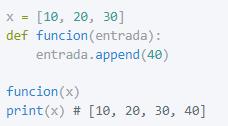 x = [10, 20, 30]
def funcion(entrada):
    entrada.append(40)

funcion(x)
print(x) # [10, 20, 30, 40]